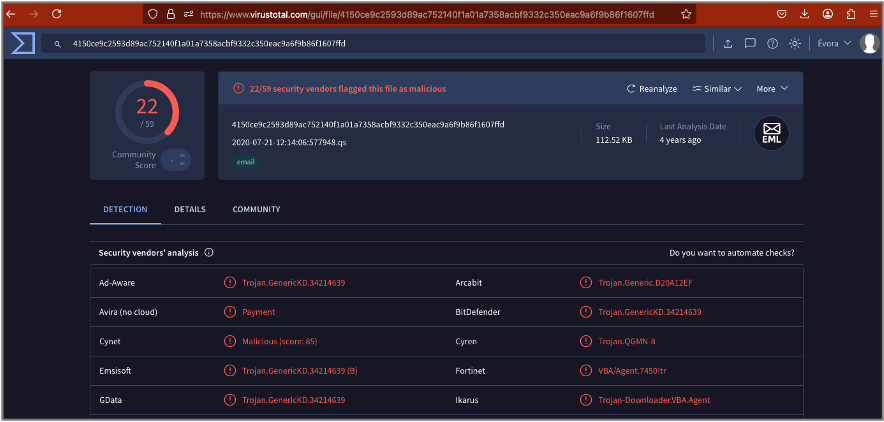 https://www.virustotal.com/gui/file/4150ce9c2593d89ac752140f1a01a7358acbf9332c350eac9a6f9b86f1607ffd
4150ce9c2593d89ac752140f1a01a7358acbf9332c350eac9a6f9b86f1607ffd
Évora
22
/ 59
Community
Score
-
22/59 security vendors flagged this file as malicious
Reanalyze
Similar
More
4150ce9c2593d89ac752140f1a01a7358acbf9332c350eac9a6f9b86f1607ffd
2020-07-21-12:14:06:577948.qs
email
Size
112.52 KB
Last Analysis Date
4 years ago
EML
DETECTION
DETAILS
COMMUNITY
Security vendors' analysis
Do you want to automate checks?
Ad-Aware
Trojan.GenericKD.34214639
Arcabit
Trojan.Generic.D20A12EF
Avira (no cloud)
Payment
BitDefender
Trojan.GenericKD.34214639
Cynet
Malicious (score: 85)
Cyren
Trojan.QGMN-8
Emsisoft
Trojan.GenericKD.34214639 (B)
Fortinet
VBA/Agent.7450!tr
GData
Trojan.GenericKD.34214639
Ikarus
Trojan-Downloader.VBA.Agent